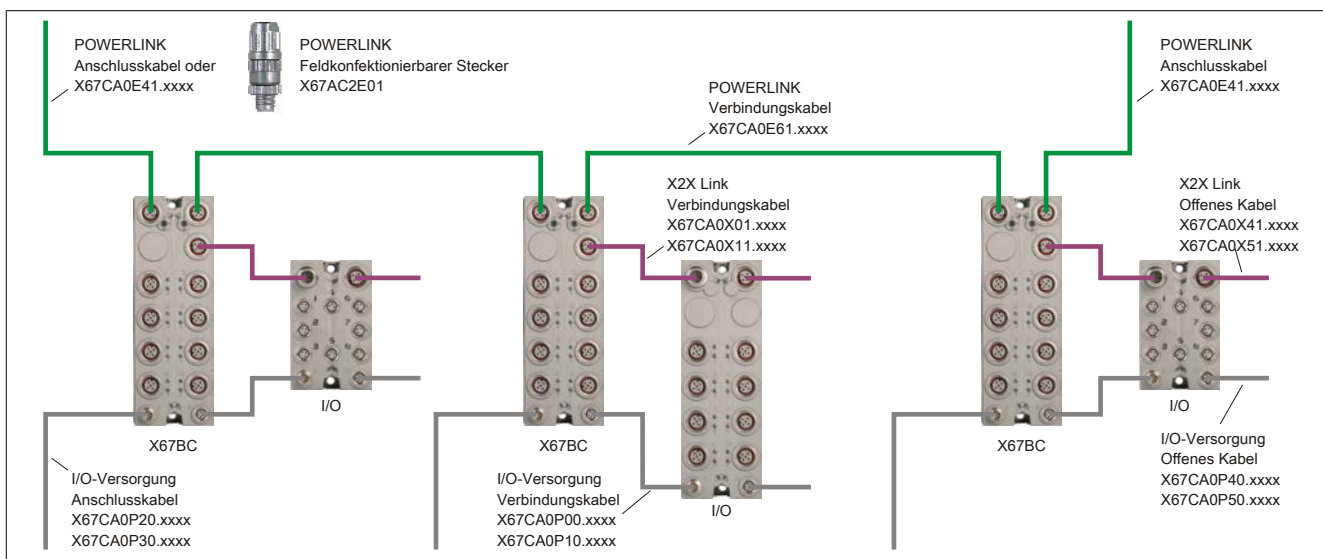 POWERLINK
Anschlusskabel oder
X67CA0E41.xxxx
POWERLINK
Feldkonfektionierbarer Stecker
X67AC2E01
POWERLINK
Verbindungskabel
X67CA0E61.xxxx
POWERLINK
Anschlusskabel
X67CA0E41.xxxx
X2X Link
Verbindungskabel
X67CA0X01.xxxx
X67CA0X11.xxxx
X2X Link
Offenes Kabel
X67CA0X41.xxxx
X67CA0X51.xxxx
I/O
X67BC
I/O-Versorgung
Anschlusskabel
X67CA0P20.xxxx
X67CA0P30.xxxx
X67BC
I/O-Versorgung
Verbindungskabel
X67CA0P00.xxxx
X67CA0P10.xxxx
I/O
X67BC
I/O
I/O-Versorgung
Offenes Kabel
X67CA0P40.xxxx
X67CA0P50.xxxx